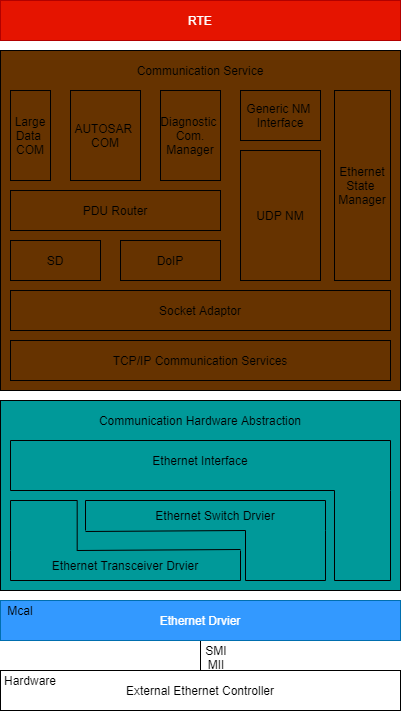 RTE
Communication Service
Large
Data
COM
AUTOSAR
COM
Diagnostic
Com.
Manager
Generic NM
Interface
Ethernet
State
Manager
PDU Router
UDP NM
SD
DoIP
Socket Adaptor
TCP/IP Communication Services
Communication Hardware Abstraction
Ethernet Interface
Ethernet Switch Drvier
Ethernet Transceiver Drvier
Mcal
Ethernet Drvier
SMI
MII
Hardware
External Ethernet Controller